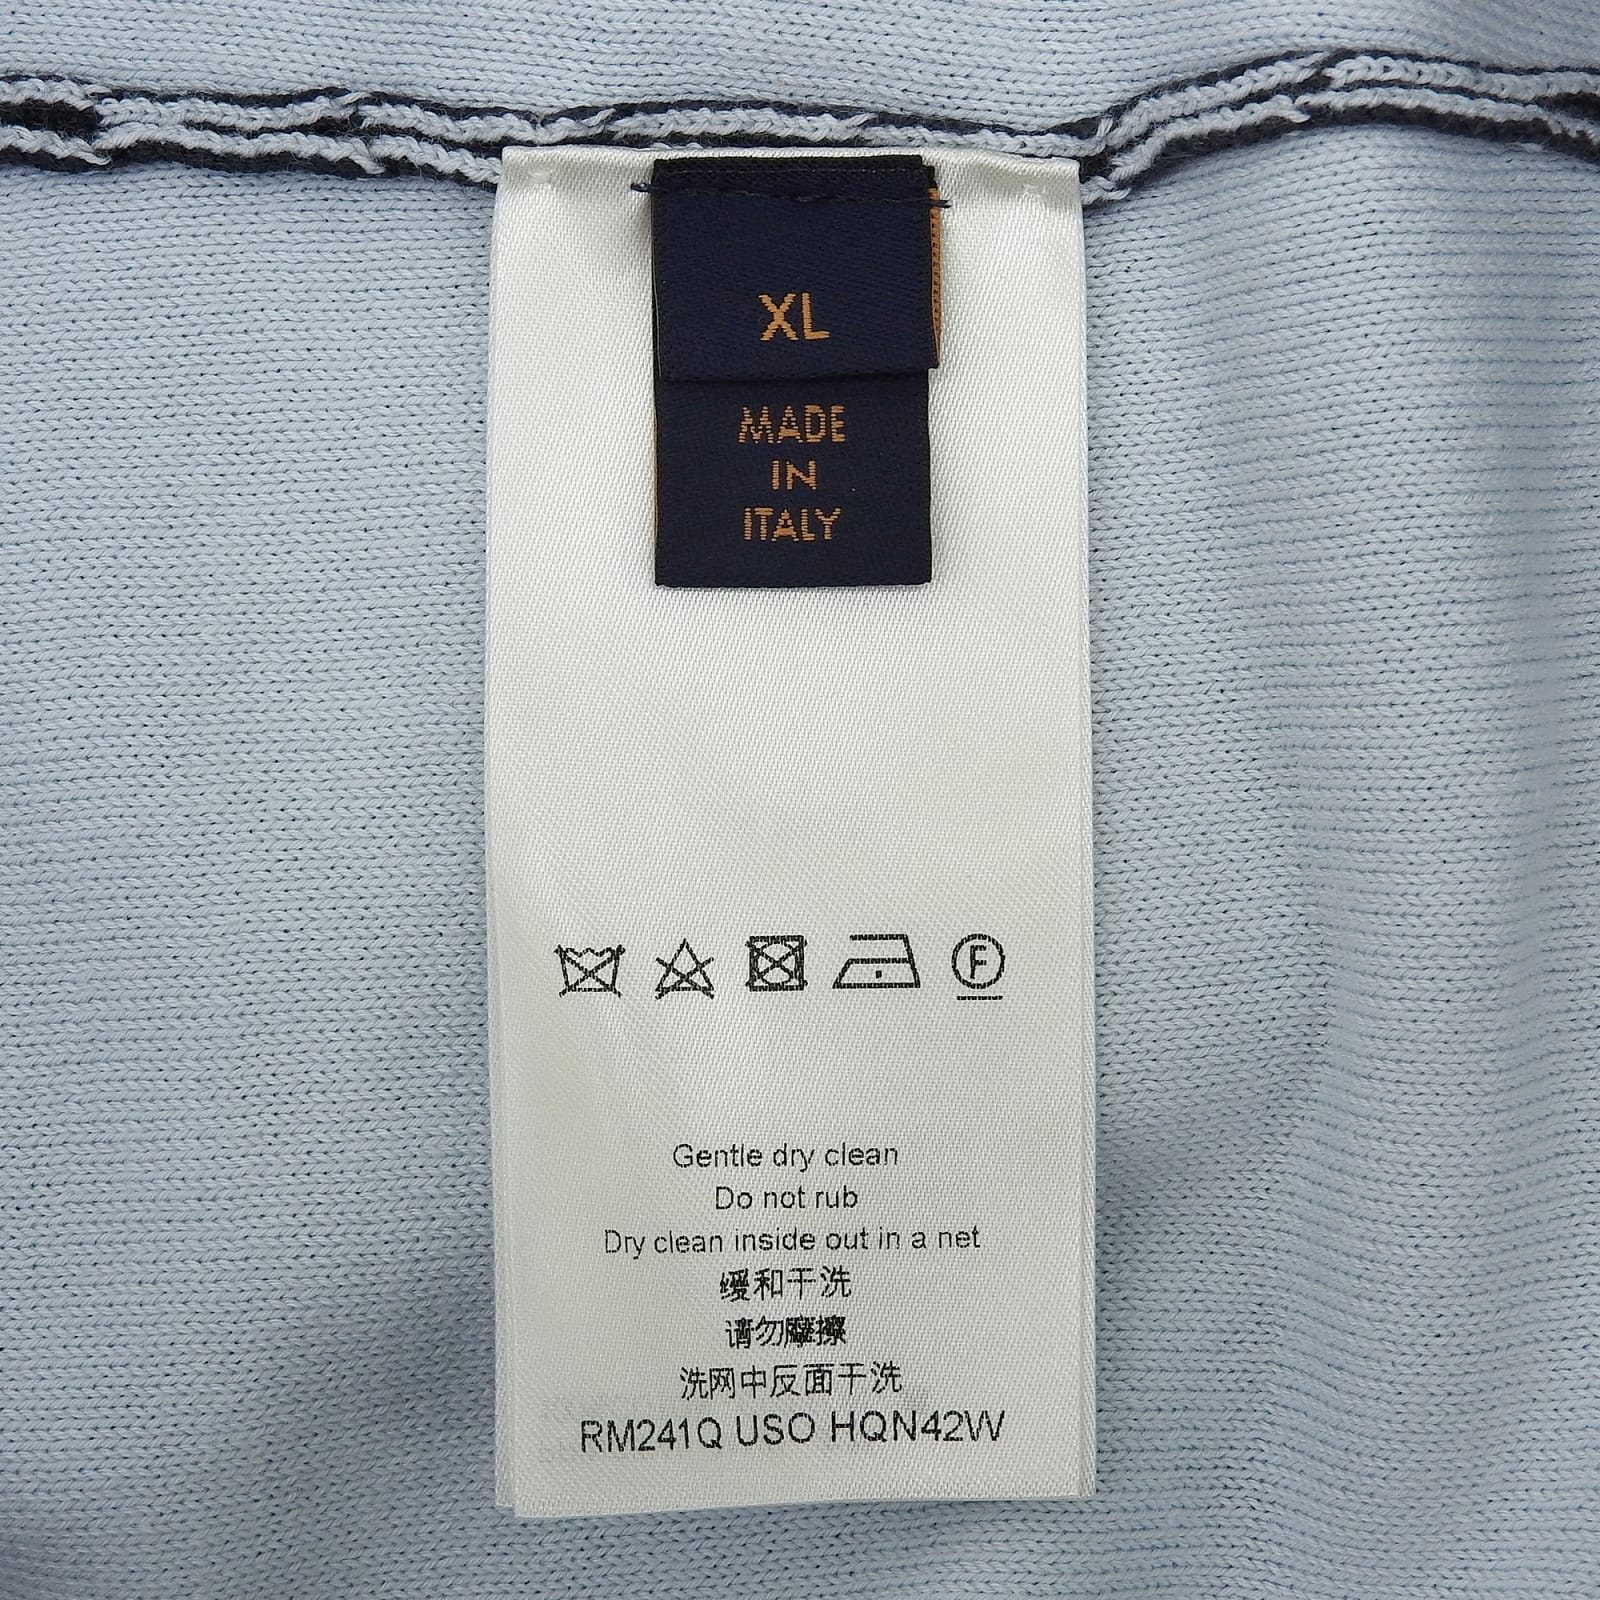 XL
MADE
IN
ITALY
F
Gentle dry clean
Do not rub
Dry clean inside out in a net
缓和干洗
请勿摩擦
洗网中反面干洗
RM241Q USO HQN42W